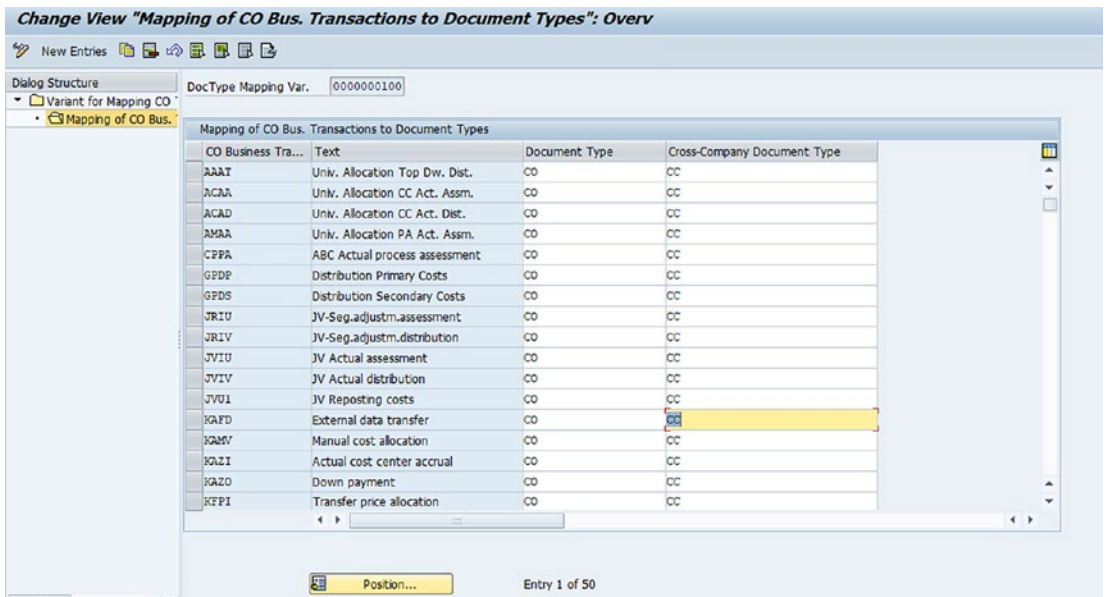 Change View "Mapping of CO Bus. Transactions to Document Types": Overv
New Entries
Dialog Structure
Variant for Mapping CO
Mapping of CO Bus.
DocType Mapping Var. 0000000100
Mapping of CO Bus. Transactions to Document Types
CO Business Tra... Text Document Type Cross-Company Document Type
AAAT Univ. Allocation Top Dw. Dist. CO CC
ACAA Univ. Allocation CC Act. Assm. CO CC
ACAD Univ. Allocation CC Act. Dist. CO CC
AMAA Univ. Allocation PA Act. Assm. CO CC
CPPA ABC Actual process assessment CO CC
GPDP Distribution Primary Costs CO CC
GPDS Distribution Secondary Costs CO CC
JRIU JV-Seg.adjustm.assessment CO CC
JRIV JV-Seg.adjustm.distribution CO CC
JVIU JV Actual assessment CO CC
JVIV JV Actual distribution CO CC
JVU1 JV Reposting costs CO CC
KAFD External data transfer CO CC
KAMV Manual cost allocation CO CC
KAZI Actual cost center accrual CO CC
KAZO Down payment CO CC
KFPI Transfer price allocation CO CC
Position... Entry 1 of 50